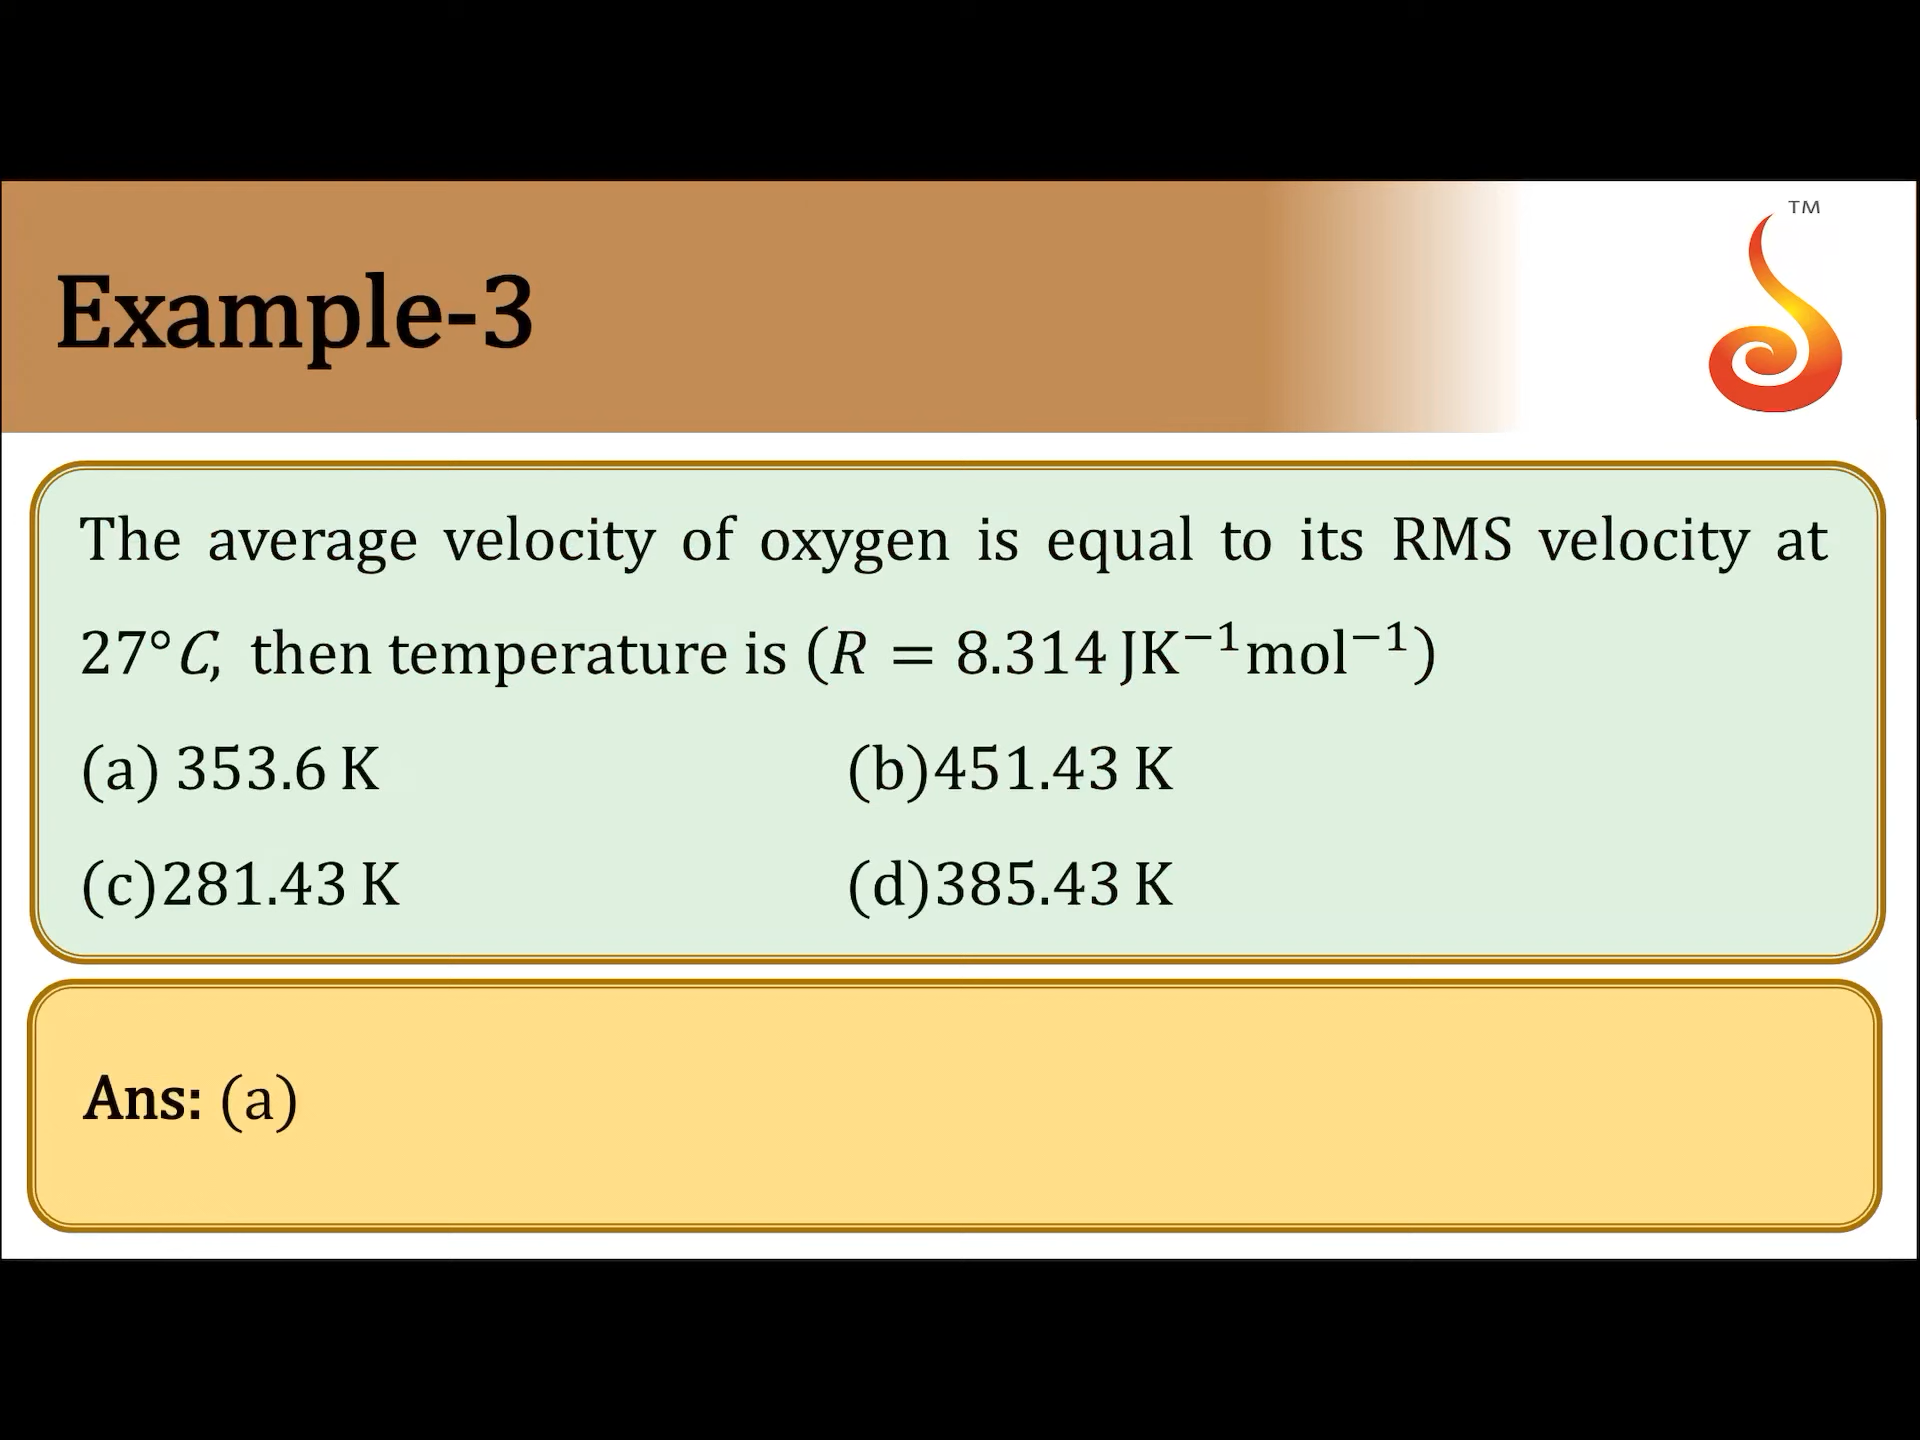 TM
Example-3
The average velocity of oxygen is equal to its RMS velocity at
27°C, then temperature is (R = 8.314 JK⁻¹mol⁻¹)
(a) 353.6 K (b)451.43 K
(c)281.43 K (d)385.43 K
Ans: (a)